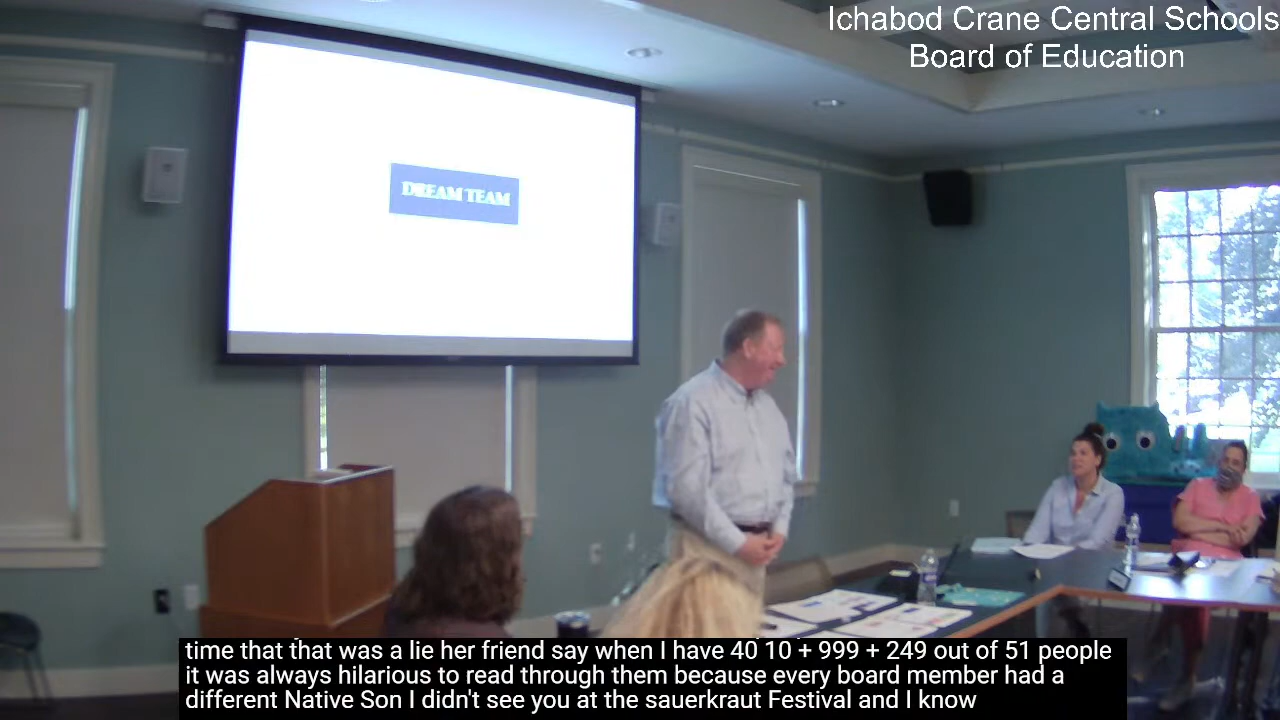 Ichabod Crane Central Schools
Board of Education
DREAM TEAM
time that that was a lie her friend say when I have 40 10 + 999 + 249 out of 51 people
it was always hilarious to read through them because every board member had a
different Native Son I didn't see you at the sauerkraut Festival and I know